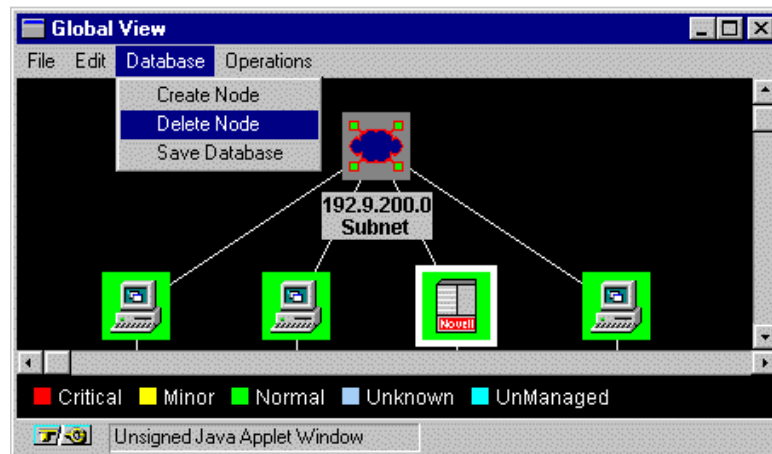 Global View
File Edit Database Operations
Create Node
Delete Node
Save Database
192.9.200.0
Subnet
Novell
Critical Minor Normal Unknown UnManaged
Unsigned Java Applet Window